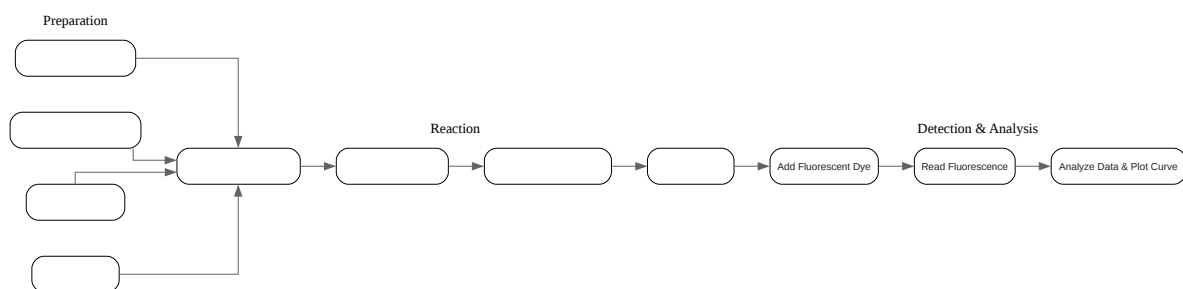 Preparation
Reaction
Detection & Analysis
Add Fluorescent Dye
Read Fluorescence
Analyze Data & Plot Curve